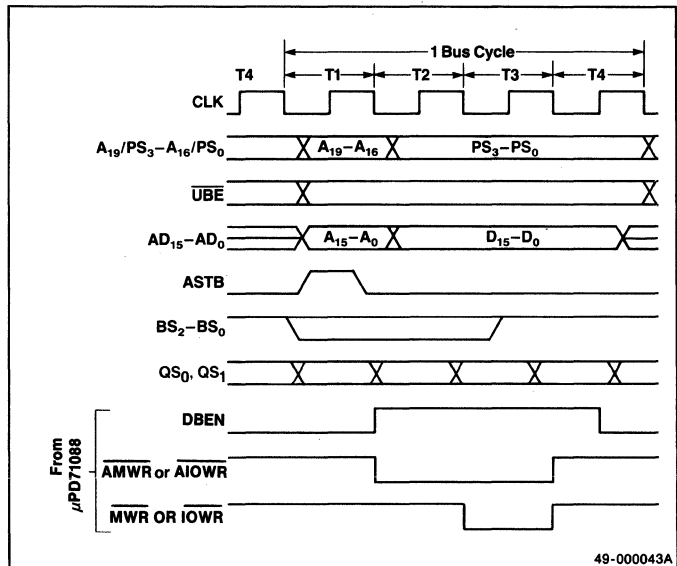 1 Bus Cycle
T4 T1 T2 T3 T4
CLK
A₁₉/PS₃–A₁₆/PS₀ A₁₉–A₁₆ PS₃–PS₀
UBE
AD₁₅–AD₀ A₁₅–A₀ D₁₅–D₀
ASTB
BS₂–BS₀
QS₀, QS₁
DBEN
From μPD71088
AMWR or AIOWR
MWR OR IOWR
49-000043A